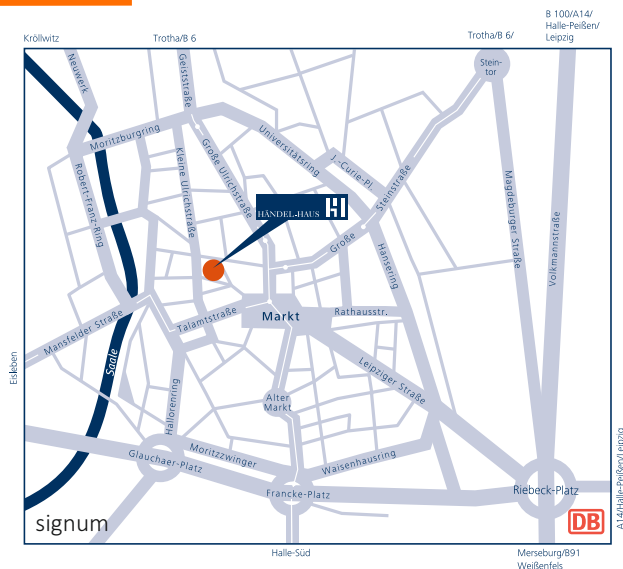 B 100/A14/
Halle-Peißen/
Leipzig
Kröllwitz
Trotha/B 6
Trotha/B 6/
Neuwerk
Geiststraße
Stein-
tor
Moritzburgring
Universitätsring
J.-Curie-Pl.
Kleine Ulrichstraße
Große Ulrichstraße
Robert-Franz-Ring
Große Steinstraße
Magdeburger Straße
Volkmannstraße
HÄNDEL-HAUS
Hansering
Mansfelder Straße
Talamtstraße
Markt
Rathausstr.
Saale
Eisleben
Leipziger Straße
Hallorenring
Alter
Markt
Moritzzwinger
Glauchaer-Platz
Waisenhausring
Francke-Platz
Riebeck-Platz
A14/Halle-Peißen/Leipzig
signum
DB
Halle-Süd
Merseburg/B91
Weißenfels